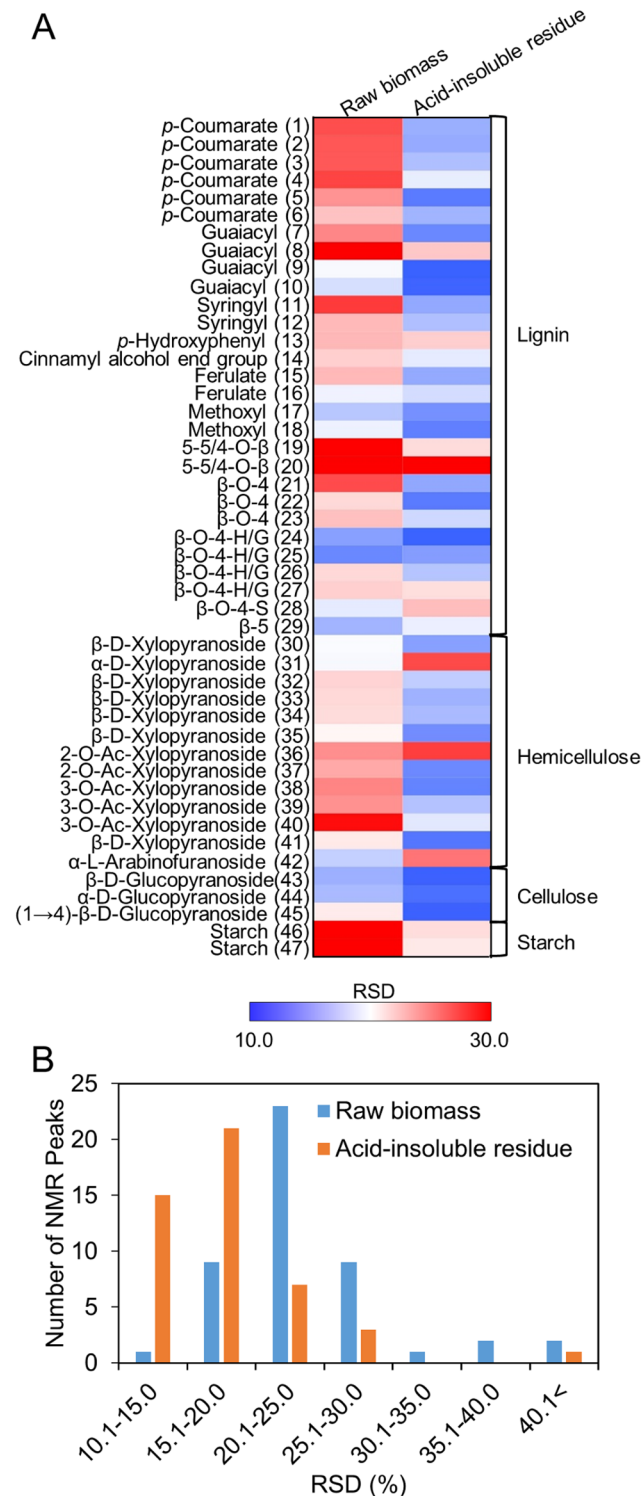 A
Raw biomass
Acid-insoluble residue
p-Coumarate (1)
p-Coumarate (2)
p-Coumarate (3)
p-Coumarate (4)
p-Coumarate (5)
p-Coumarate (6)
Guaiacyl (7)
Guaiacyl (8)
Guaiacyl (9)
Guaiacyl (10)
Syringyl (11)
Syringyl (12)
p-Hydroxyphenyl (13)
Cinnamyl alcohol end group (14)
Ferulate (15)
Ferulate (16)
Methoxyl (17)
Methoxyl (18)
5-5/4-O-β (19)
5-5/4-O-β (20)
β-O-4 (21)
β-O-4 (22)
β-O-4 (23)
β-O-4-H/G (24)
β-O-4-H/G (25)
β-O-4-H/G (26)
β-O-4-H/G (27)
β-O-4-S (28)
β-5 (29)
Lignin
β-D-Xylopyranoside (30)
α-D-Xylopyranoside (31)
β-D-Xylopyranoside (32)
β-D-Xylopyranoside (33)
β-D-Xylopyranoside (34)
β-D-Xylopyranoside (35)
2-O-Ac-Xylopyranoside (36)
2-O-Ac-Xylopyranoside (37)
3-O-Ac-Xylopyranoside (38)
3-O-Ac-Xylopyranoside (39)
3-O-Ac-Xylopyranoside (40)
β-D-Xylopyranoside (41)
α-L-Arabinofuranoside (42)
Hemicellulose
β-D-Glucopyranoside(43)
α-D-Glucopyranoside (44)
(1→4)-β-D-Glucopyranoside (45)
Cellulose
Starch (46)
Starch (47)
Starch
RSD
10.0 30.0
B
Number of NMR Peaks
25
20
15
10
5
0
Raw biomass
Acid-insoluble residue
10.1-15.0
15.1-20.0
20.1-25.0
25.1-30.0
30.1-35.0
35.1-40.0
40.1<
RSD (%)